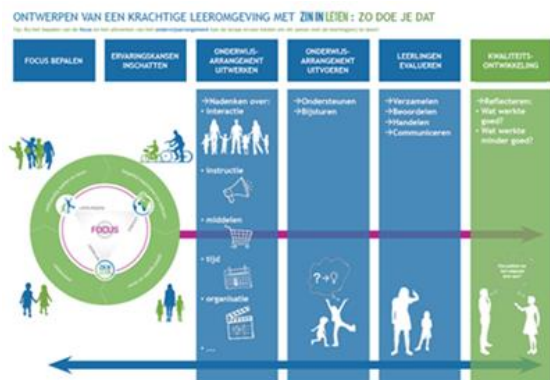 ONTWERPEN VAN EEN KRACHTIGE LEEROMGEVING MET ZIN IN LEREN : ZO DOE JE DAT
FOCUS BEPALEN
ERVARINGSKANSEN
INSCHATTEN
ONDERWIJS-
ARRANGEMENT
UITWERKEN
ONDERWIJS-
ARRANGEMENT
UITVOEREN
LEERLINGEN
EVALUEREN
KWALITEITS-
ONTWIKKELING
→Nadenken over:
• interactie
• instructie
• middelen
• tijd
• organisatie
• ...
→Ondersteunen
→Bijsturen
→Verzamelen
→Beoordelen
→Handelen
→Communiceren
→Reflecteren:
• Wat werkte
goed?
• Wat werkte
minder goed?
FOCUS